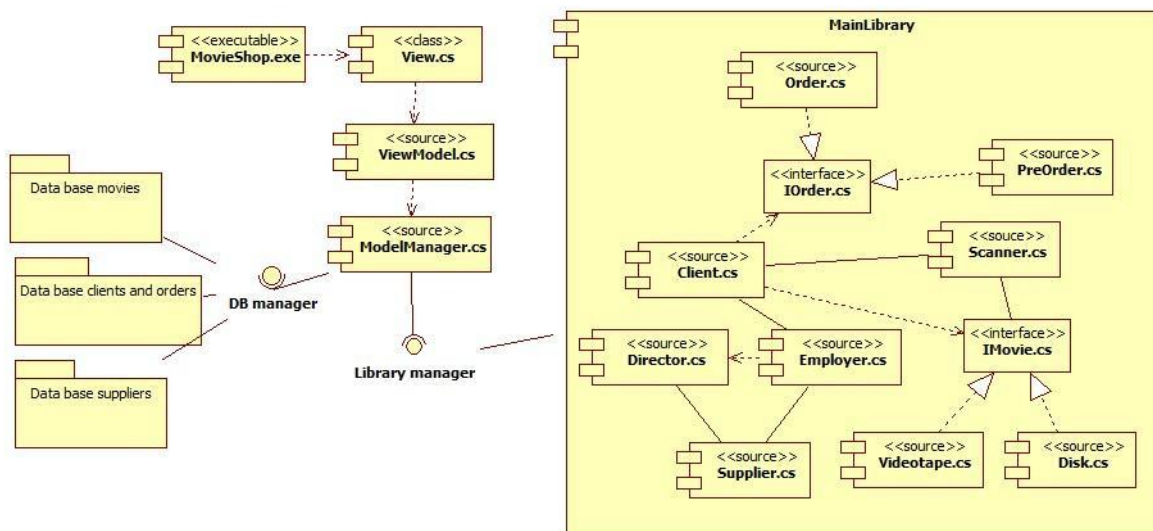 <<executable>>
MovieShop.exe
<<class>>
View.cs
<<source>>
ViewModel.cs
<<source>>
ModelManager.cs
Data base movies
Data base clients and orders
Data base suppliers
DB manager
Library manager
MainLibrary
<<source>>
Order.cs
<<interface>>
IOrder.cs
<<source>>
PreOrder.cs
<<source>>
Client.cs
<<souce>>
Scanner.cs
<<source>>
Director.cs
<<source>>
Employer.cs
<<interface>>
IMovie.cs
<<source>>
Supplier.cs
<<source>>
Videotape.cs
<<source>>
Disk.cs